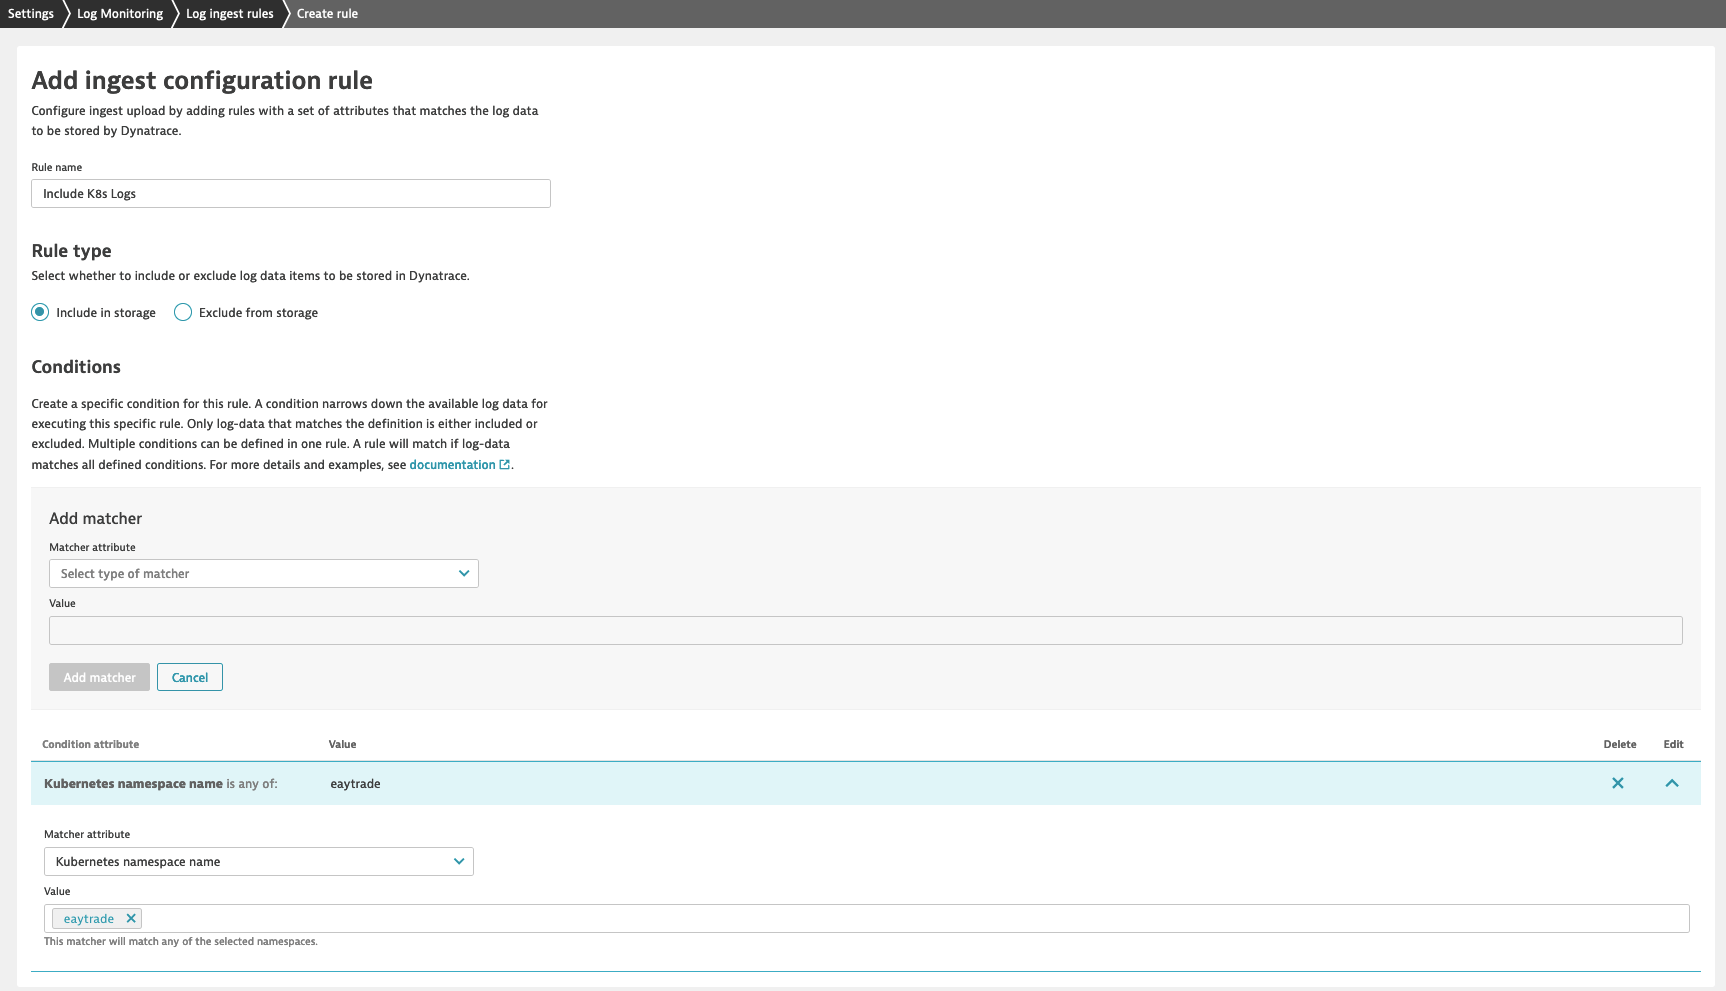 Settings
Log Monitoring
Log ingest rules
Create rule
Add ingest configuration rule
Configure ingest upload by adding rules with a set of attributes that matches the log data
to be stored by Dynatrace.
Rule name
Include K8s Logs
Rule type
Select whether to include or exclude log data items to be stored in Dynatrace.
Include in storage
Exclude from storage
Conditions
Create a specific condition for this rule. A condition narrows down the available log data for
executing this specific rule. Only log-data that matches the definition is either included or
excluded. Multiple conditions can be defined in one rule. A rule will match if log-data
matches all defined conditions. For more details and examples, see documentation.
Add matcher
Matcher attribute
Select type of matcher
Value
Add matcher
Cancel
Condition attribute
Value
Delete
Edit
Kubernetes namespace name is any of:
eaytrade
Matcher attribute
Kubernetes namespace name
Value
eaytrade
This matcher will match any of the selected namespaces.